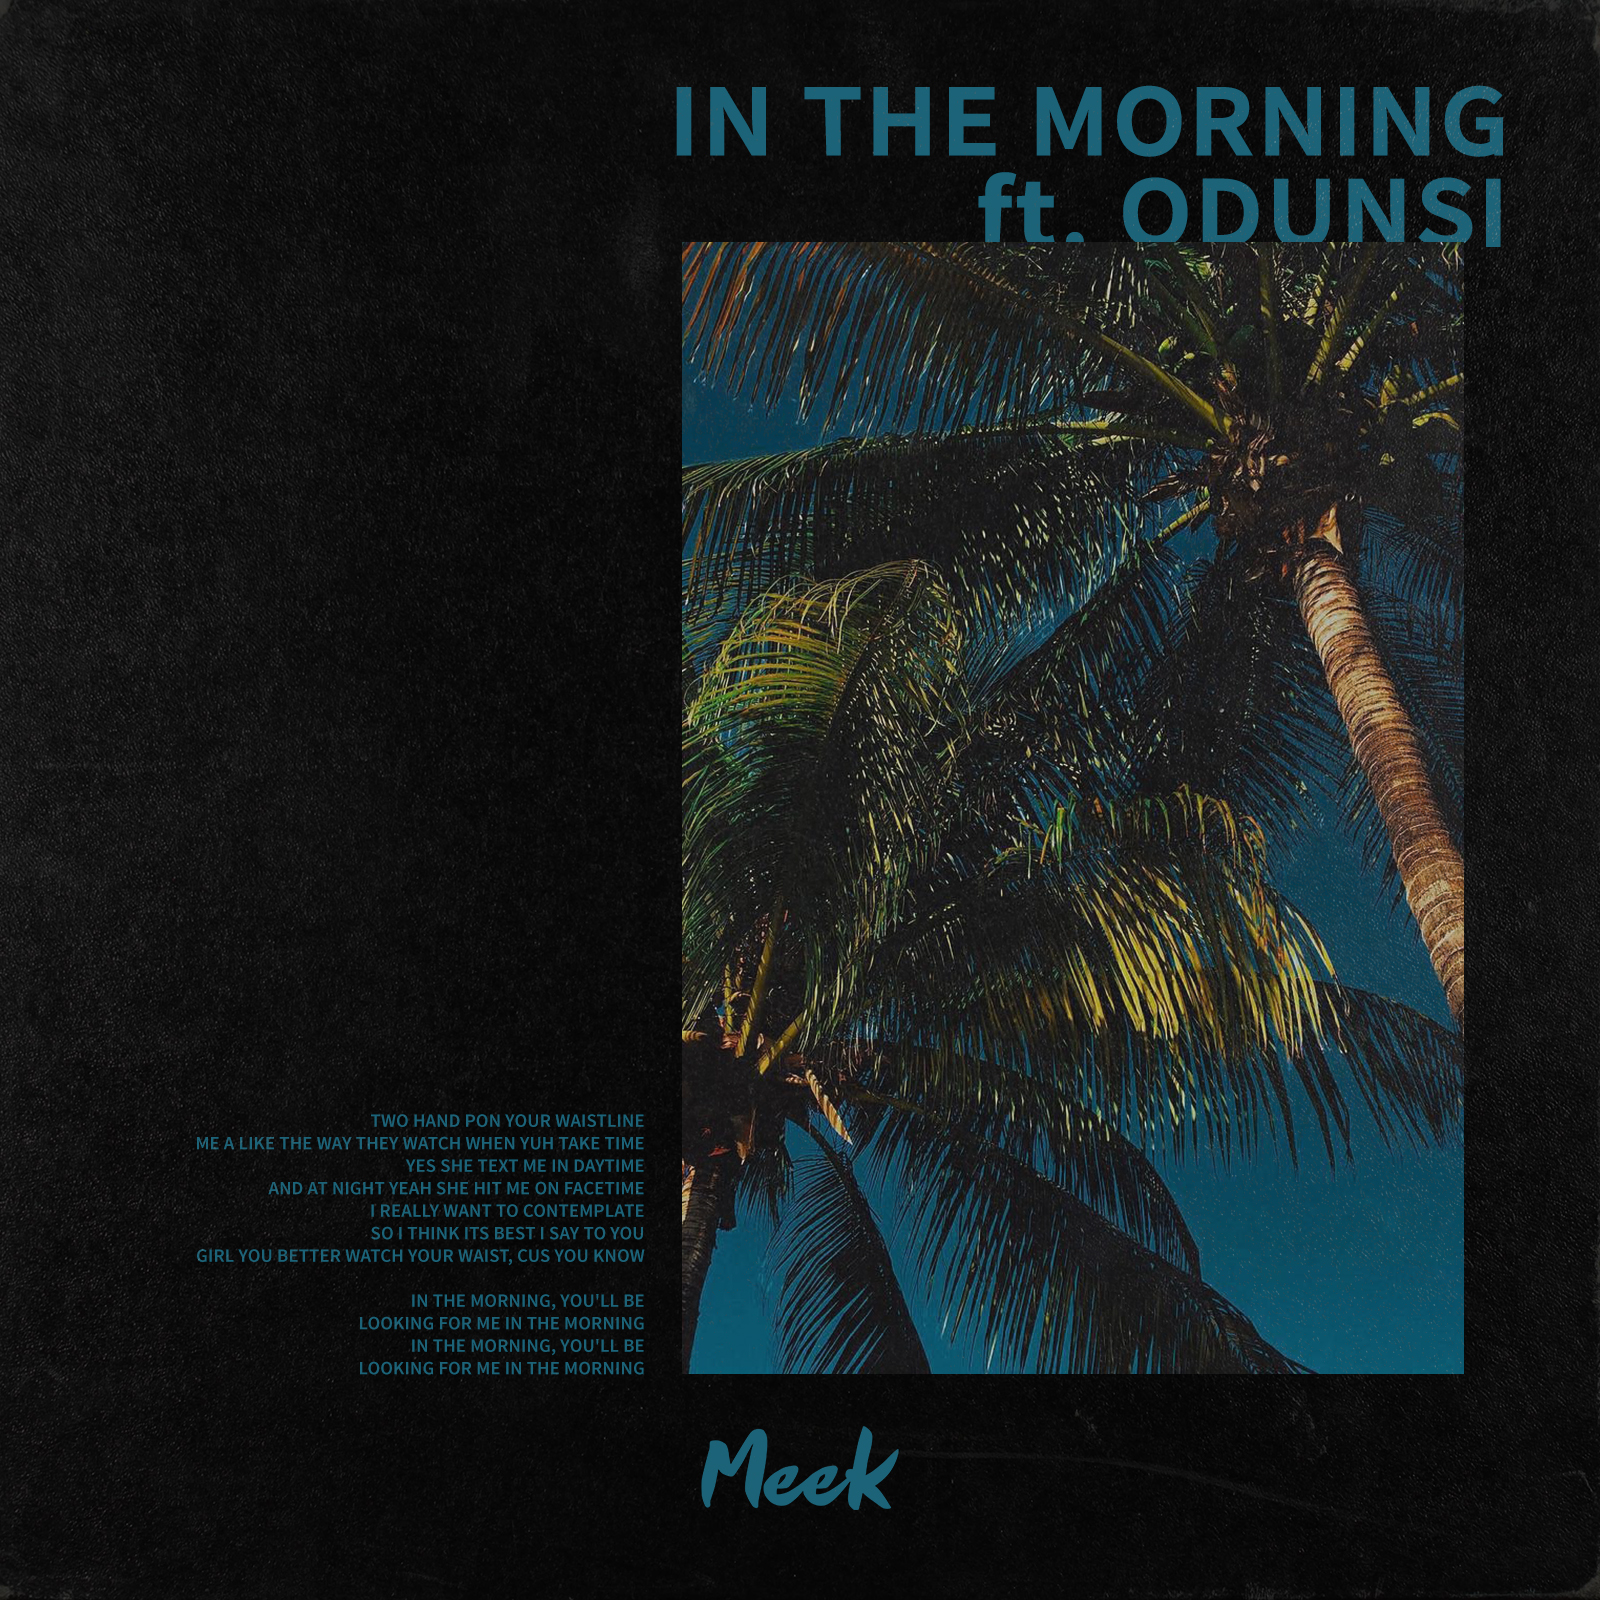 IN THE MORNING
ft. ODUNSI
TWO HAND PON YOUR WAISTLINE
ME A LIKE THE WAY THEY WATCH WHEN YUH TAKE TIME
YES SHE TEXT ME IN DAYTIME
AND AT NIGHT YEAH SHE HIT ME ON FACETIME
I REALLY WANT TO CONTEMPLATE
SO I THINK ITS BEST I SAY TO YOU
GIRL YOU BETTER WATCH YOUR WAIST, CUS YOU KNOW
IN THE MORNING, YOU'LL BE
LOOKING FOR ME IN THE MORNING
IN THE MORNING, YOU'LL BE
LOOKING FOR ME IN THE MORNING
Meek